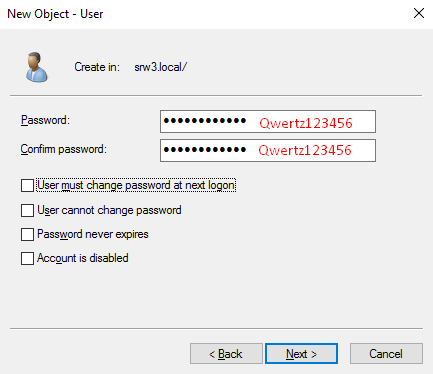 New Object - User
Create in: srw3.local/
Password: •••••••••••• Qwertz123456
Confirm password: •••••••••••• Qwertz123456
User must change password at next logon
User cannot change password
Password never expires
Account is disabled
< Back Next > Cancel